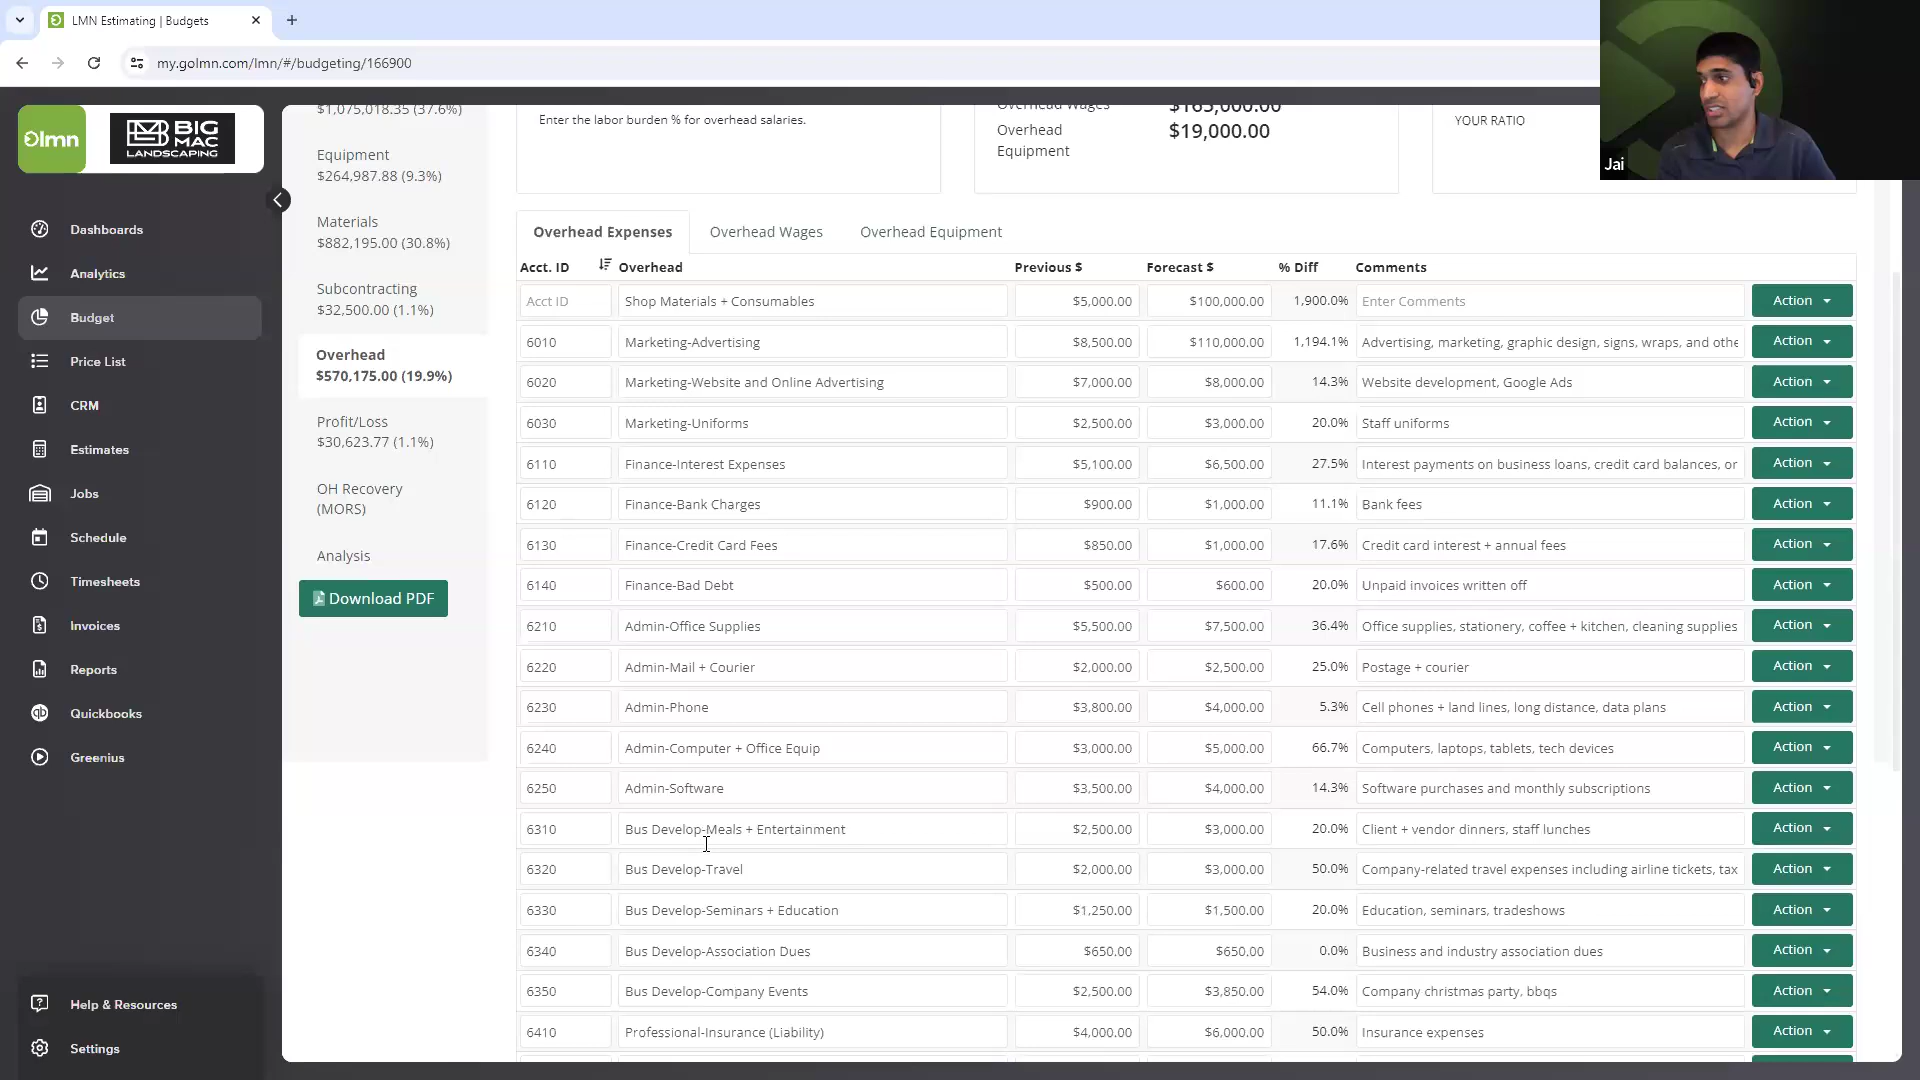 LMN Estimating | Budgets
my.golmn.com/lmn/#/budgeting/166900
Jai
lmn
BIG
MAC
LANDSCAPING
Dashboards
Analytics
Budget
Price List
CRM
Estimates
Jobs
Schedule
Timesheets
Invoices
Reports
Quickbooks
Greenius
Help & Resources
Settings
$1,075,018.35 (37.6%)
Equipment
$264,987.88 (9.3%)
Materials
$882,195.00 (30.8%)
Subcontracting
$32,500.00 (1.1%)
Overhead
$570,175.00 (19.9%)
Profit/Loss
$30,623.77 (1.1%)
OH Recovery
(MORS)
Analysis
Download PDF
Enter the labor burden % for overhead salaries.
Overhead Wages $165,000.00
Overhead Equipment $19,000.00
YOUR RATIO
Overhead Expenses Overhead Wages Overhead Equipment
Acct. ID Overhead Previous $ Forecast $ % Diff Comments
Acct ID Shop Materials + Consumables $5,000.00 $100,000.00 1,900.0% Enter Comments Action
6010 Marketing-Advertising $8,500.00 $110,000.00 1,194.1% Advertising, marketing, graphic design, signs, wraps, and othe Action
6020 Marketing-Website and Online Advertising $7,000.00 $8,000.00 14.3% Website development, Google Ads Action
6030 Marketing-Uniforms $2,500.00 $3,000.00 20.0% Staff uniforms Action
6110 Finance-Interest Expenses $5,100.00 $6,500.00 27.5% Interest payments on business loans, credit card balances, or Action
6120 Finance-Bank Charges $900.00 $1,000.00 11.1% Bank fees Action
6130 Finance-Credit Card Fees $850.00 $1,000.00 17.6% Credit card interest + annual fees Action
6140 Finance-Bad Debt $500.00 $600.00 20.0% Unpaid invoices written off Action
6210 Admin-Office Supplies $5,500.00 $7,500.00 36.4% Office supplies, stationery, coffee + kitchen, cleaning supplies Action
6220 Admin-Mail + Courier $2,000.00 $2,500.00 25.0% Postage + courier Action
6230 Admin-Phone $3,800.00 $4,000.00 5.3% Cell phones + land lines, long distance, data plans Action
6240 Admin-Computer + Office Equip $3,000.00 $5,000.00 66.7% Computers, laptops, tablets, tech devices Action
6250 Admin-Software $3,500.00 $4,000.00 14.3% Software purchases and monthly subscriptions Action
6310 Bus Develop-Meals + Entertainment $2,500.00 $3,000.00 20.0% Client + vendor dinners, staff lunches Action
6320 Bus Develop-Travel $2,000.00 $3,000.00 50.0% Company-related travel expenses including airline tickets, tax Action
6330 Bus Develop-Seminars + Education $1,250.00 $1,500.00 20.0% Education, seminars, tradeshows Action
6340 Bus Develop-Association Dues $650.00 $650.00 0.0% Business and industry association dues Action
6350 Bus Develop-Company Events $2,500.00 $3,850.00 54.0% Company christmas party, bbqs Action
6410 Professional-Insurance (Liability) $4,000.00 $6,000.00 50.0% Insurance expenses Action